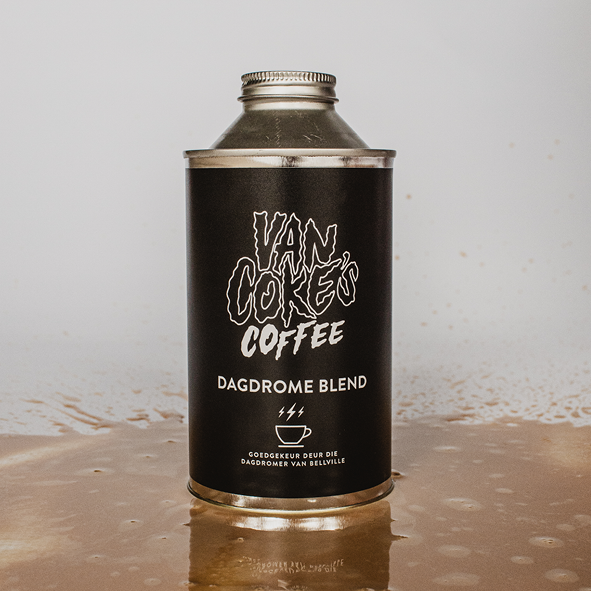 VAN
COKE'S
COFFEE
DAGDROME BLEND
GOEDGEKEUR DEUR DIE
DAGDROMER VAN BELLVILLE